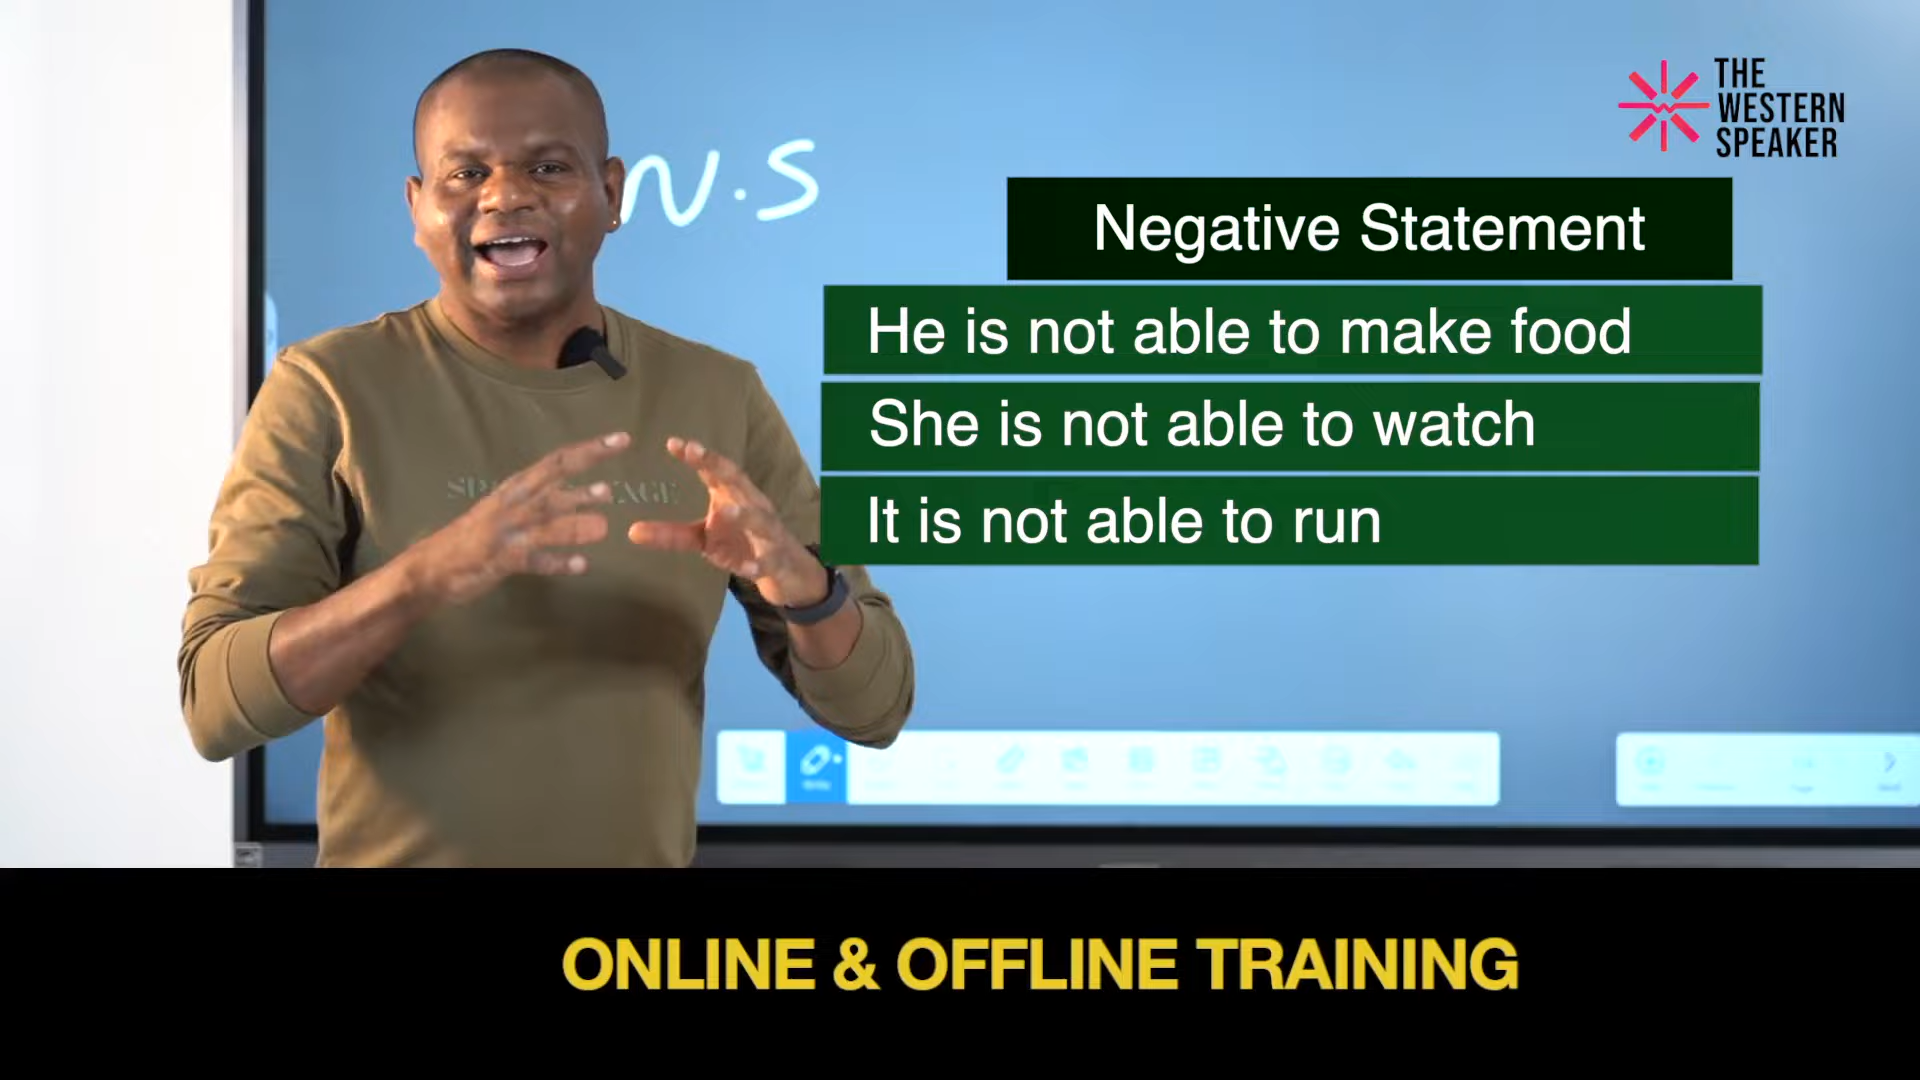 N.S
THE
WESTERN
SPEAKER
Negative Statement
He is not able to make food
She is not able to watch
It is not able to run
ONLINE & OFFLINE TRAINING